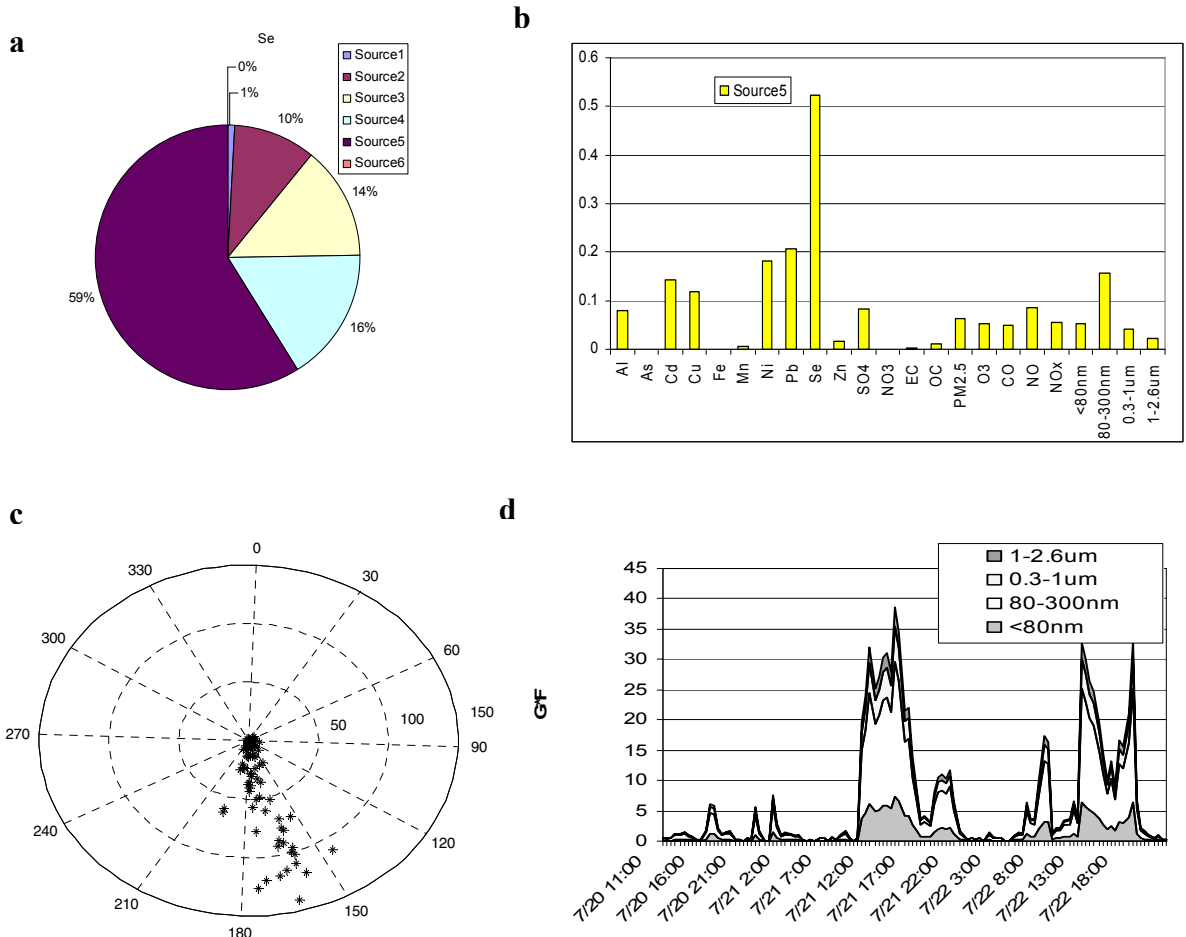 a
Se
0%
1%
10%
14%
16%
59%
Source1
Source2
Source3
Source4
Source5
Source6
b
0.6
0.5
0.4
0.3
0.2
0.1
0
Source5
Al
As
Cd
Cu
Fe
Mn
Ni
Pb
Se
Zn
SO4
NO3
EC
OC
PM2.5
O3
CO
NO
NOx
<80nm
80-300nm
0.3-1um
1-2.6um
c
0
30
60
90
120
150
180
210
240
270
300
330
50
100
150
d
1-2.6um
0.3-1um
80-300nm
<80nm
G*F
45
40
35
30
25
20
15
10
5
0
7/20 11:00
7/20 16:00
7/20 21:00
7/21 2:00
7/21 7:00
7/21 12:00
7/21 17:00
7/21 22:00
7/22 3:00
7/22 8:00
7/22 13:00
7/22 18:00